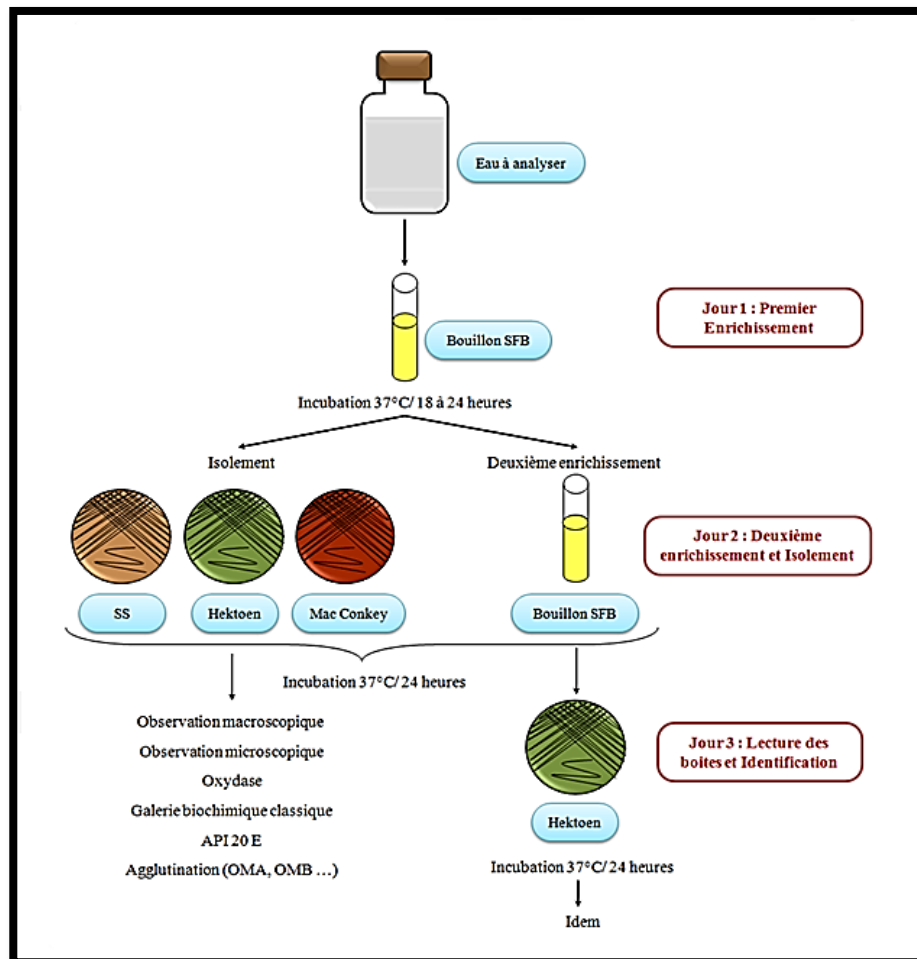 Eau à analyser
Jour 1 : Premier
Enrichissement
Bouillon SFB
Incubation 37°C/ 18 à 24 heures
Isolement
Deuxième enrichissement
Jour 2 : Deuxième
enrichissement et Isolement
SS
Hektoen
Mac Conkey
Bouillon SFB
Incubation 37°C/ 24 heures
Observation macroscopique
Observation microscopique
Oxydase
Galerie biochimique classique
API 20 E
Agglutination (OMA, OMB ...)
Jour 3 : Lecture des
boites et Identification
Hektoen
Incubation 37°C/ 24 heures
Idem